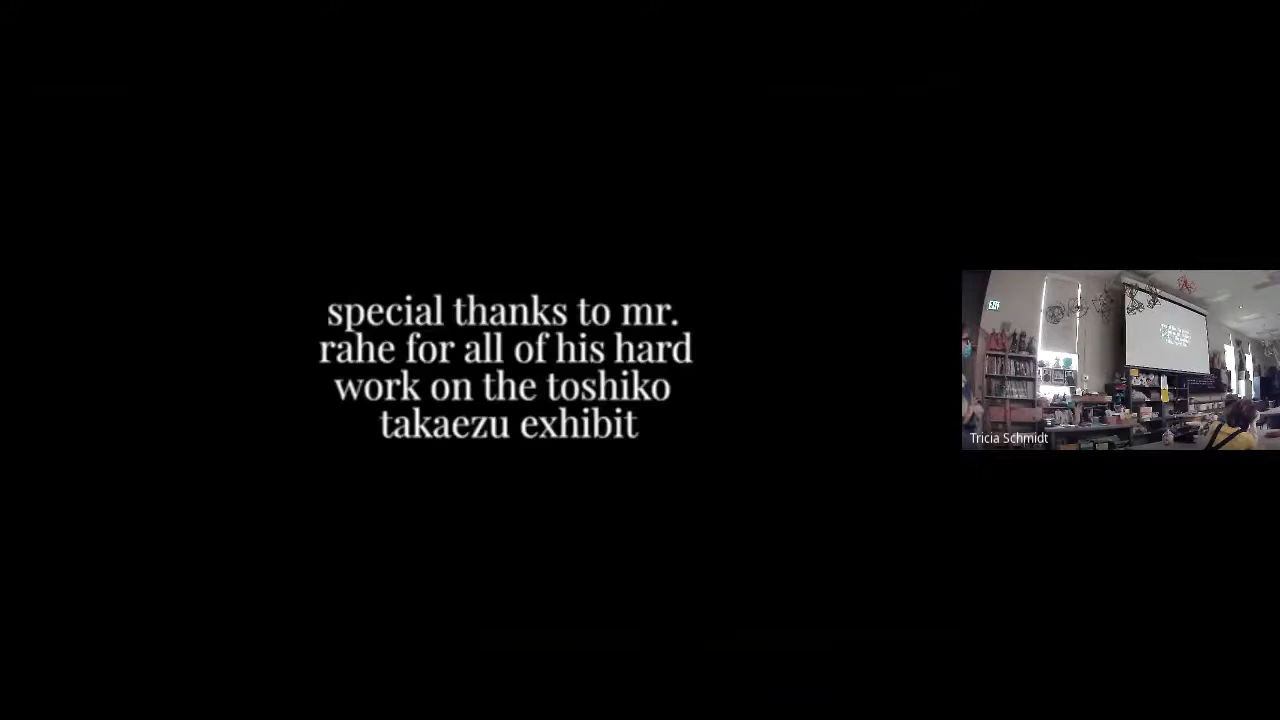 special thanks to mr.
rahe for all of his hard
work on the toshiko
takaezu exhibit
Tricia Schmidt